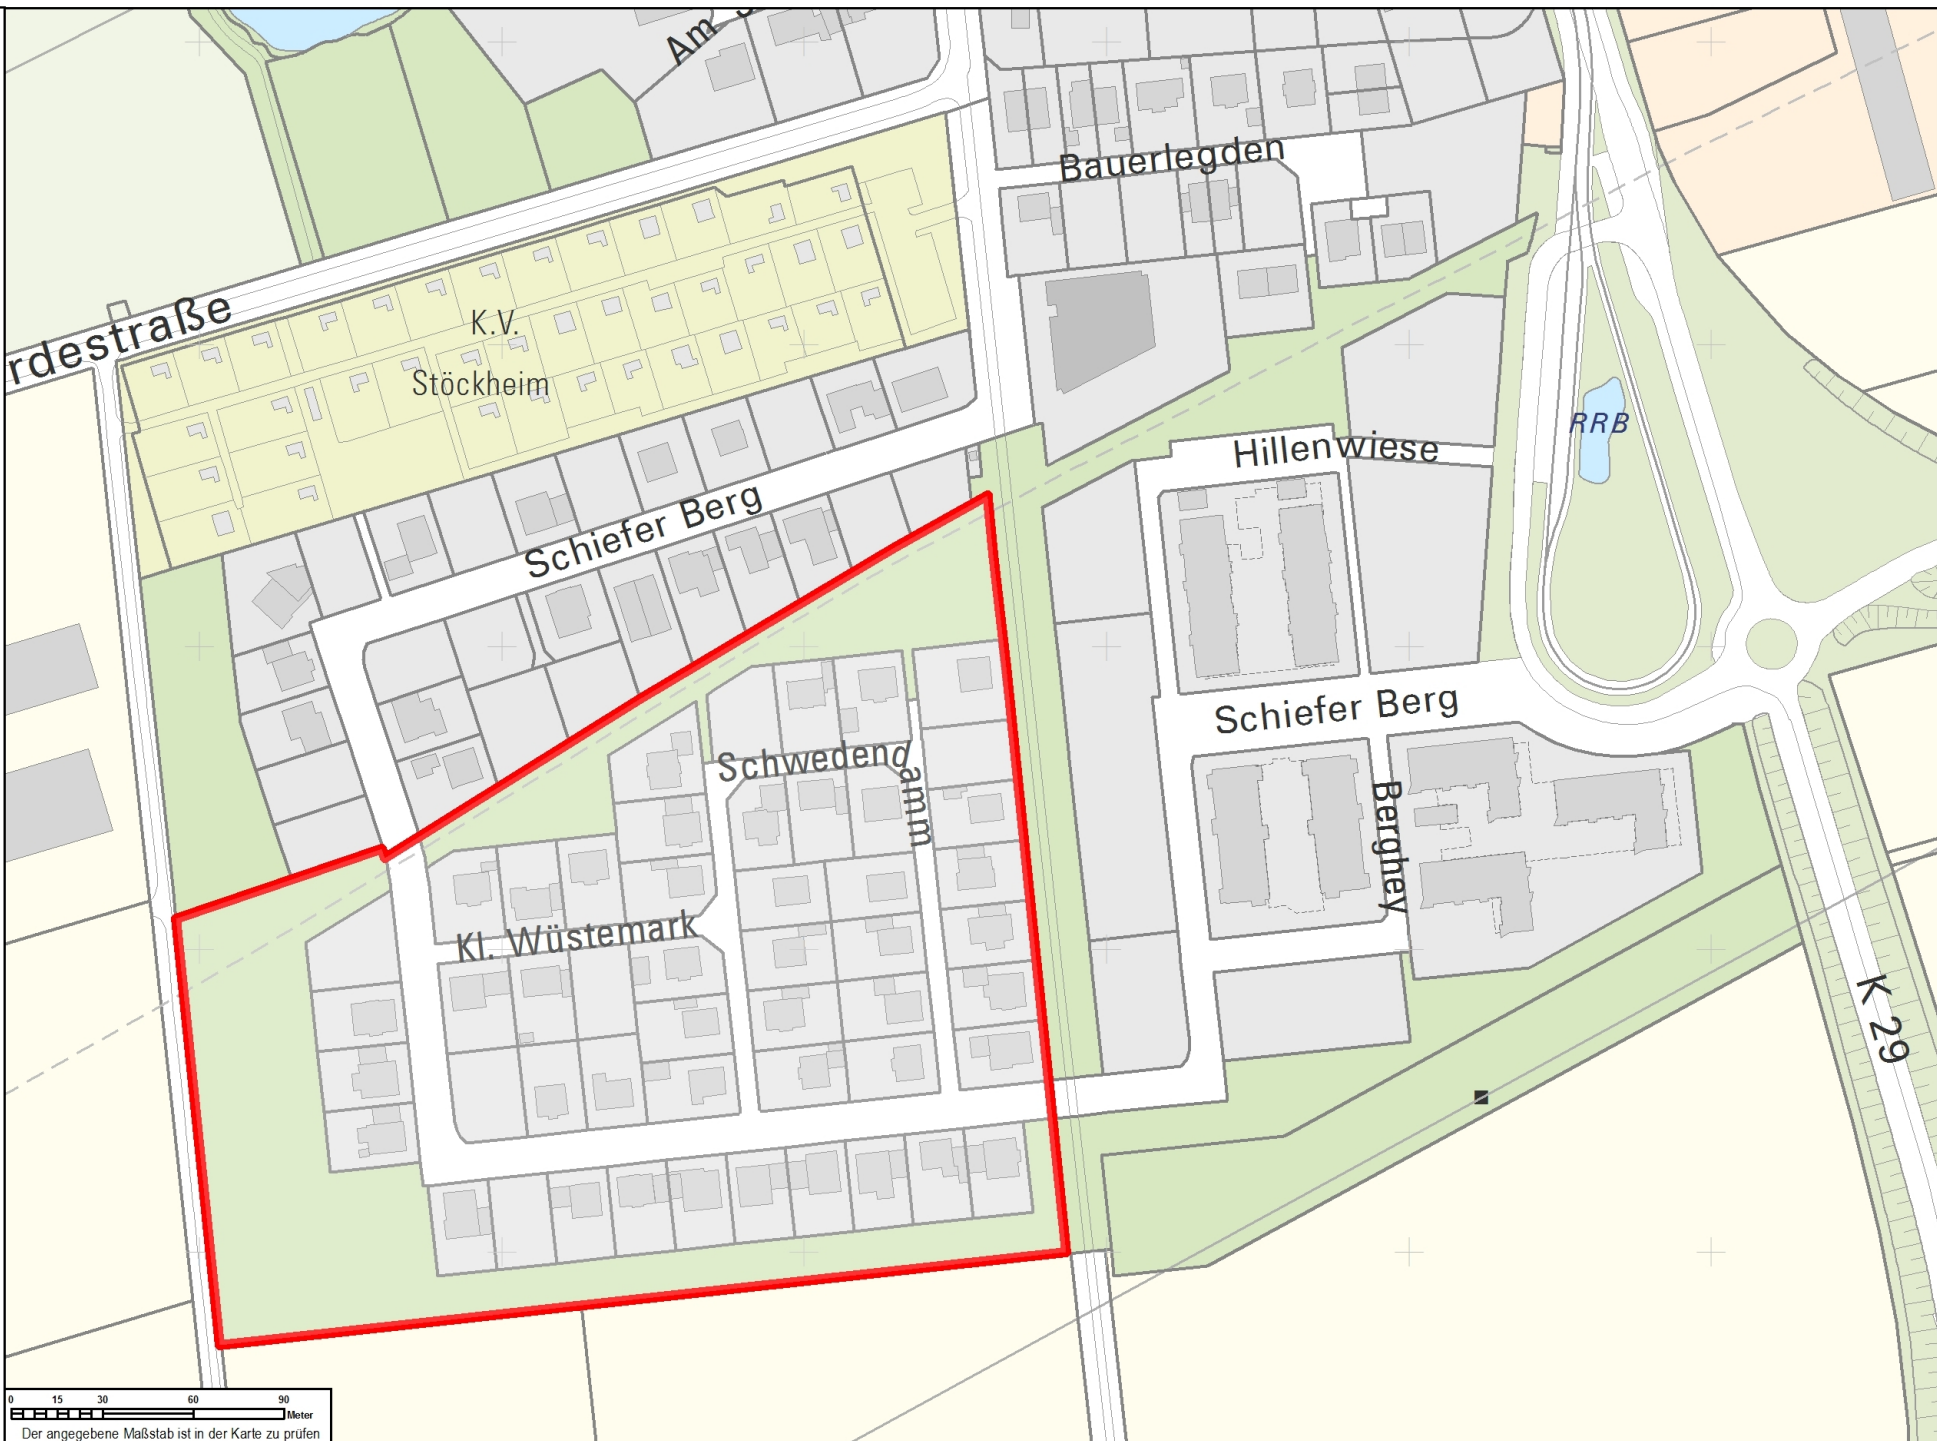 Am
Bauerlegden
rdestraße
K.V.
Stöckheim
RRB
Hillenwiese
Schiefer Berg
Schiefer Berg
Schwedendamm
Berghey
Kl. Wüstemark
K 29
0 15 30 60 90
Meter
Der angegebene Maßstab ist in der Karte zu prüfen